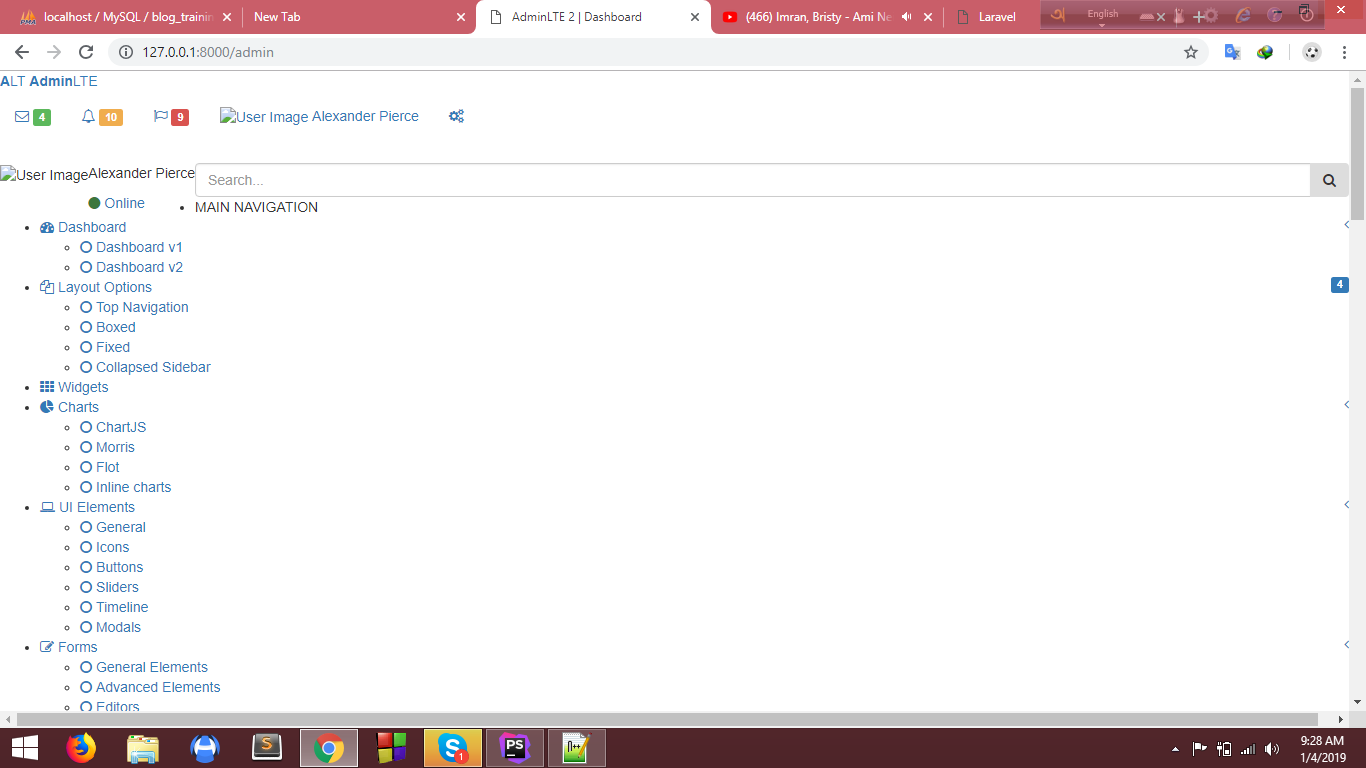 localhost / MySQL / blog_trainin
New Tab
AdminLTE 2 | Dashboard
(466) Imran, Bristy - Ami Ne
Laravel
English
127.0.0.1:8000/admin
ALT AdminLTE
4
10
9
User Image Alexander Pierce
User Image Alexander Pierce
Search...
Online
MAIN NAVIGATION
Dashboard
Dashboard v1
Dashboard v2
Layout Options 4
Top Navigation
Boxed
Fixed
Collapsed Sidebar
Widgets
Charts
ChartJS
Morris
Flot
Inline charts
UI Elements
General
Icons
Buttons
Sliders
Timeline
Modals
Forms
General Elements
Advanced Elements
Editors
9:28 AM
1/4/2019